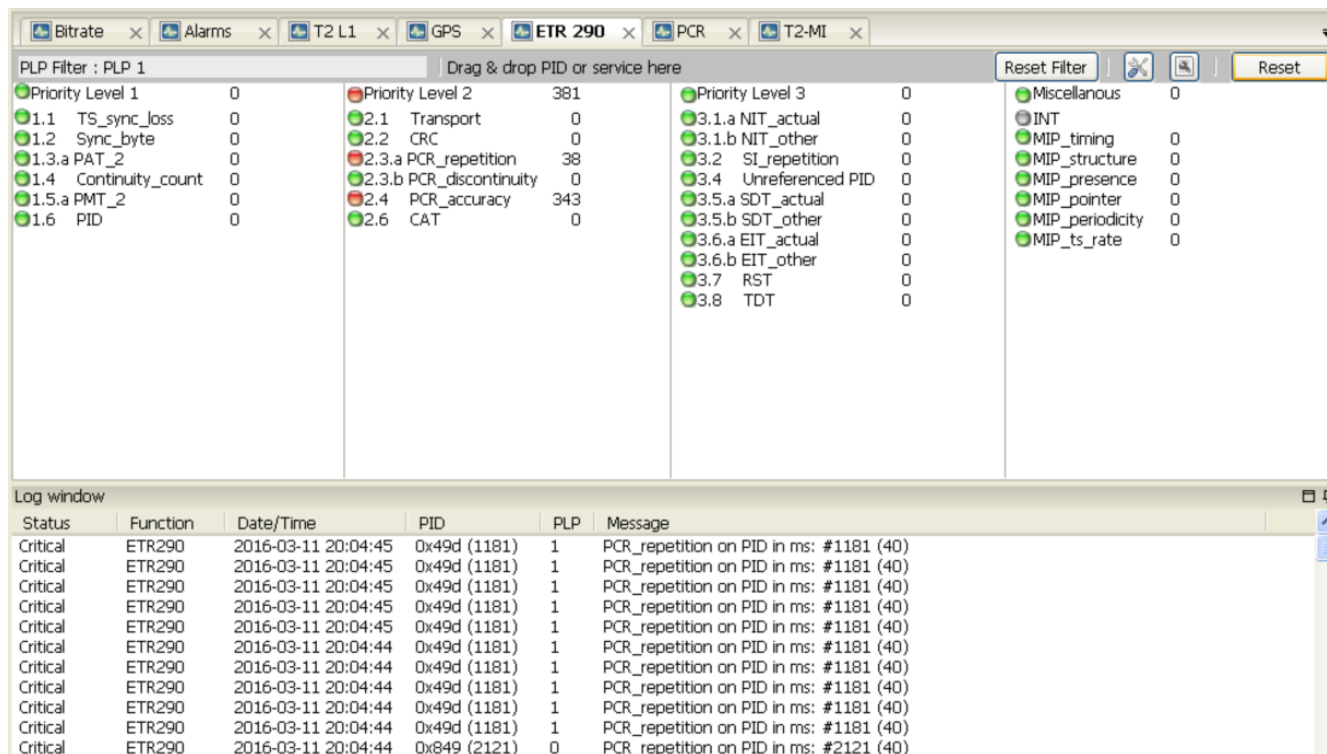 Bitrate Alarms T2 L1 GPS ETR 290 PCR T2-MI
PLP Filter : PLP 1 Drag & drop PID or service here Reset Filter Reset
Priority Level 1 0
1.1 TS_sync_loss 0
1.2 Sync_byte 0
1.3.a PAT_2 0
1.4 Continuity_count 0
1.5.a PMT_2 0
1.6 PID 0
Priority Level 2 381
2.1 Transport 0
2.2 CRC 0
2.3.a PCR_repetition 38
2.3.b PCR_discontinuity 0
2.4 PCR_accuracy 343
2.6 CAT 0
Priority Level 3 0
3.1.a NIT_actual 0
3.1.b NIT_other 0
3.2 SI_repetition 0
3.4 Unreferenced PID 0
3.5.a SDT_actual 0
3.5.b SDT_other 0
3.6.a EIT_actual 0
3.6.b EIT_other 0
3.7 RST 0
3.8 TDT 0
Miscellanous 0
INT
MIP_timing 0
MIP_structure 0
MIP_presence 0
MIP_pointer 0
MIP_periodicity 0
MIP_ts_rate 0
Log window
Status Function Date/Time PID PLP Message
Critical ETR290 2016-03-11 20:04:45 0x49d (1181) 1 PCR_repetition on PID in ms: #1181 (40)
Critical ETR290 2016-03-11 20:04:45 0x49d (1181) 1 PCR_repetition on PID in ms: #1181 (40)
Critical ETR290 2016-03-11 20:04:45 0x49d (1181) 1 PCR_repetition on PID in ms: #1181 (40)
Critical ETR290 2016-03-11 20:04:45 0x49d (1181) 1 PCR_repetition on PID in ms: #1181 (40)
Critical ETR290 2016-03-11 20:04:45 0x49d (1181) 1 PCR_repetition on PID in ms: #1181 (40)
Critical ETR290 2016-03-11 20:04:44 0x49d (1181) 1 PCR_repetition on PID in ms: #1181 (40)
Critical ETR290 2016-03-11 20:04:44 0x49d (1181) 1 PCR_repetition on PID in ms: #1181 (40)
Critical ETR290 2016-03-11 20:04:44 0x49d (1181) 1 PCR_repetition on PID in ms: #1181 (40)
Critical ETR290 2016-03-11 20:04:44 0x49d (1181) 1 PCR_repetition on PID in ms: #1181 (40)
Critical ETR290 2016-03-11 20:04:44 0x49d (1181) 1 PCR_repetition on PID in ms: #1181 (40)
Critical ETR290 2016-03-11 20:04:44 0x849 (2121) 0 PCR_repetition on PID in ms: #2121 (40)